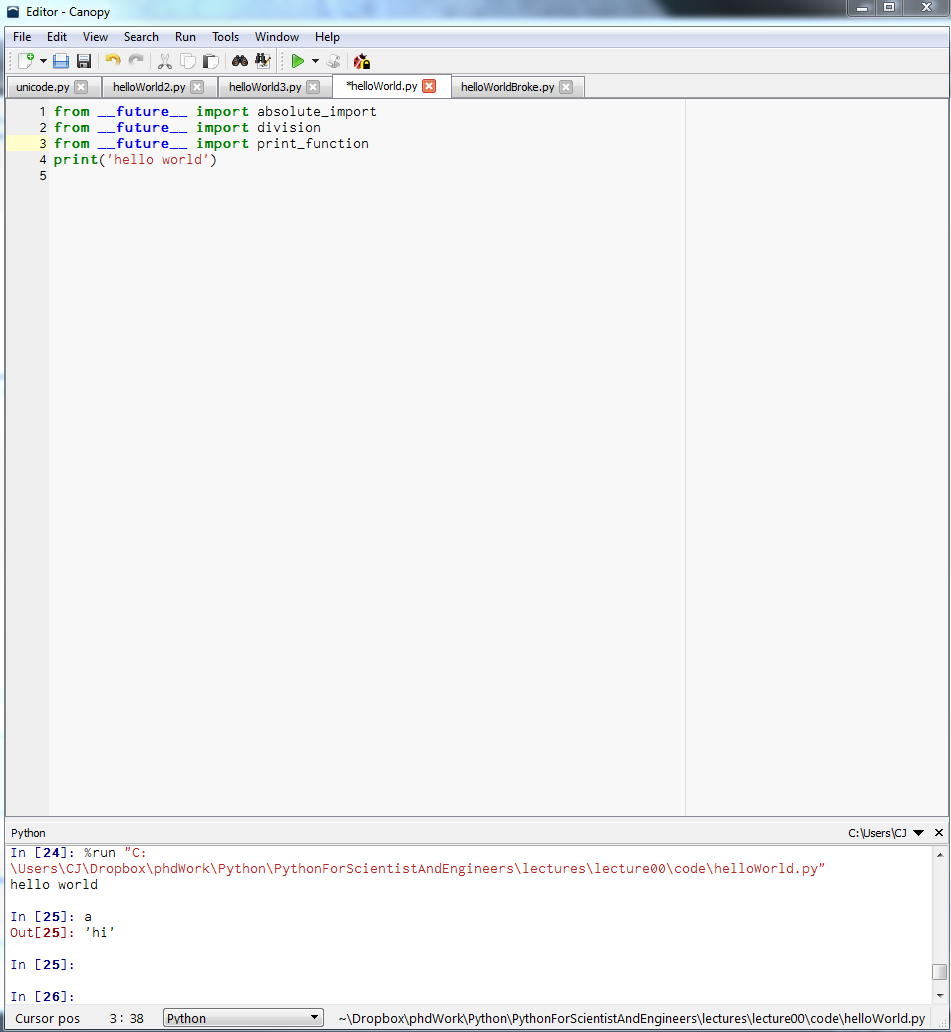 Editor - Canopy
File Edit View Search Run Tools Window Help
unicode.py helloWorld2.py helloWorld3.py *helloWorld.py helloWorldBroke.py
1 from __future__ import absolute_import
2 from __future__ import division
3 from __future__ import print_function
4 print('hello world')
5
Python C:\Users\CJ
In [24]: %run "C:
\Users\CJ\Dropbox\phdWork\Python\PythonForScientistAndEngineers\lectures\lecture00\code\helloWorld.py"
hello world
In [25]: a
Out[25]: 'hi'
In [25]:
In [26]:
Cursor pos 3: 38 Python ~\Dropbox\phdWork\Python\PythonForScientistAndEngineers\lectures\lecture00\code\helloWorld.py